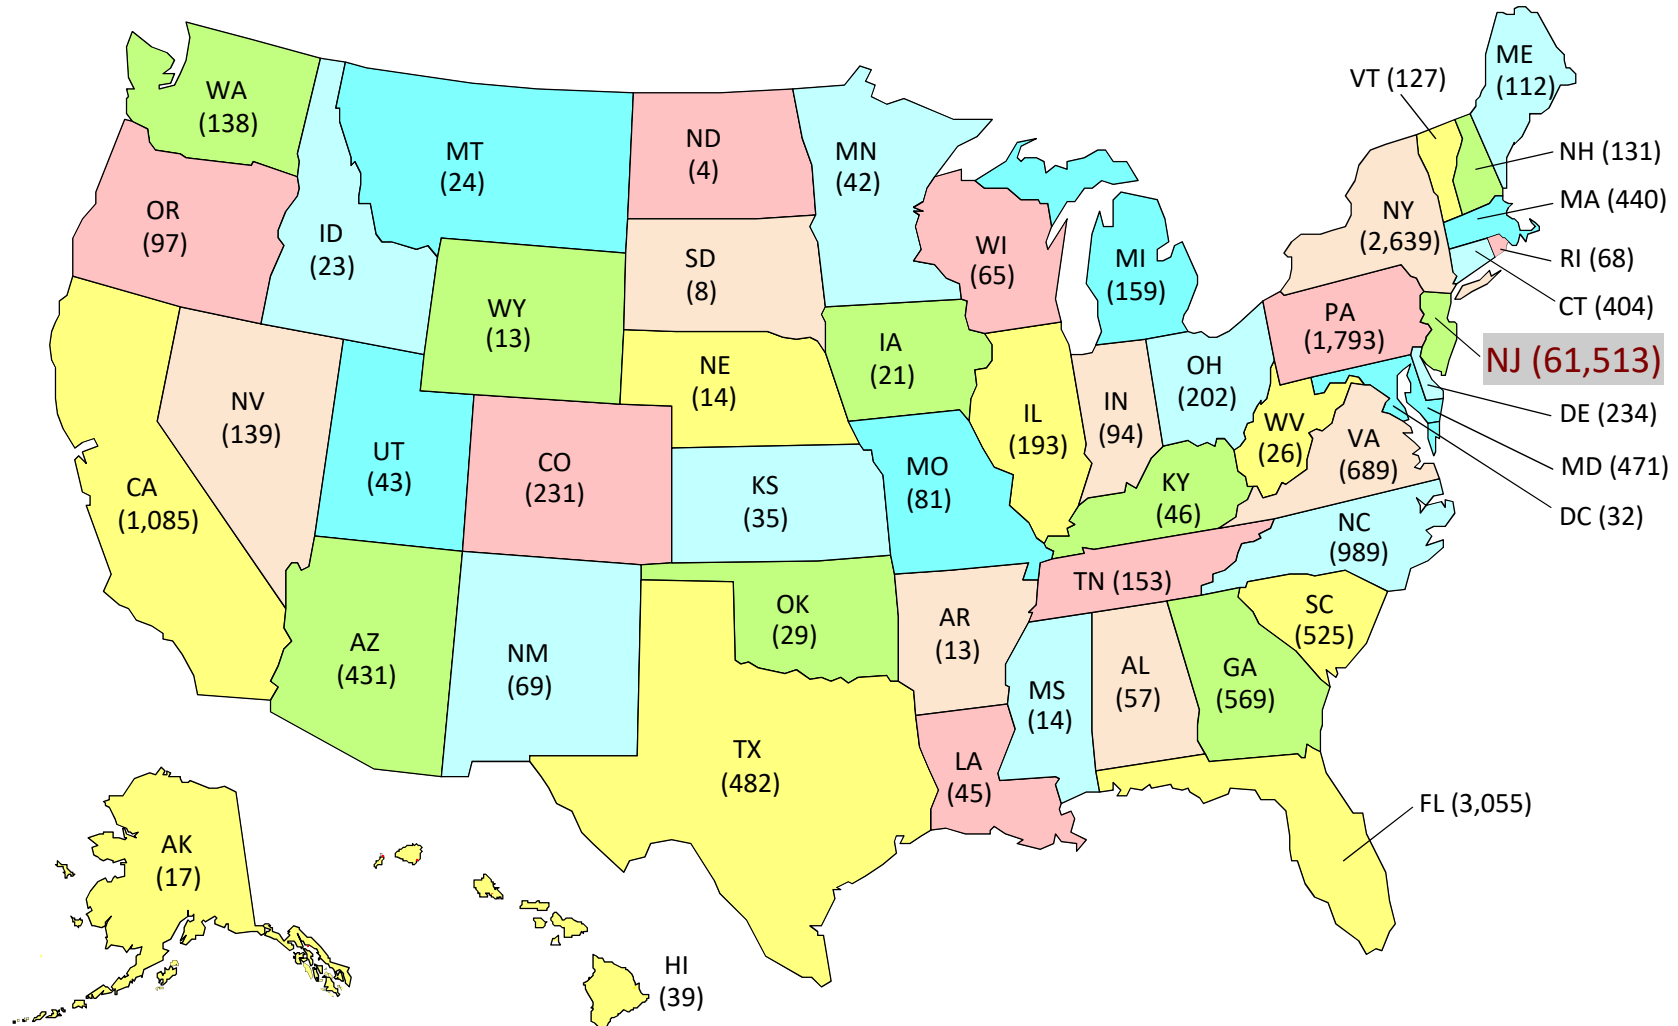 ME
(112)
VT (127)
WA
(138)
MT
(24)
ND
(4)
MN
(42)
NH (131)
MA (440)
OR
(97)
ID
(23)
NY
(2,639)
WI
(65)
SD
(8)
MI
(159)
RI (68)
CT (404)
WY
(13)
PA
(1,793)
IA
(21)
NJ (61,513)
NE
(14)
OH
(202)
NV
(139)
IN
(94)
IL
(193)
WV
(26)
VA
(689)
DE (234)
UT
(43)
CO
(231)
MO
(81)
MD (471)
CA
(1,085)
KS
(35)
KY
(46)
DC (32)
NC
(989)
TN (153)
OK
(29)
SC
(525)
AR
(13)
AZ
(431)
NM
(69)
AL
(57)
GA
(569)
MS
(14)
TX
(482)
LA
(45)
FL (3,055)
AK
(17)
HI
(39)